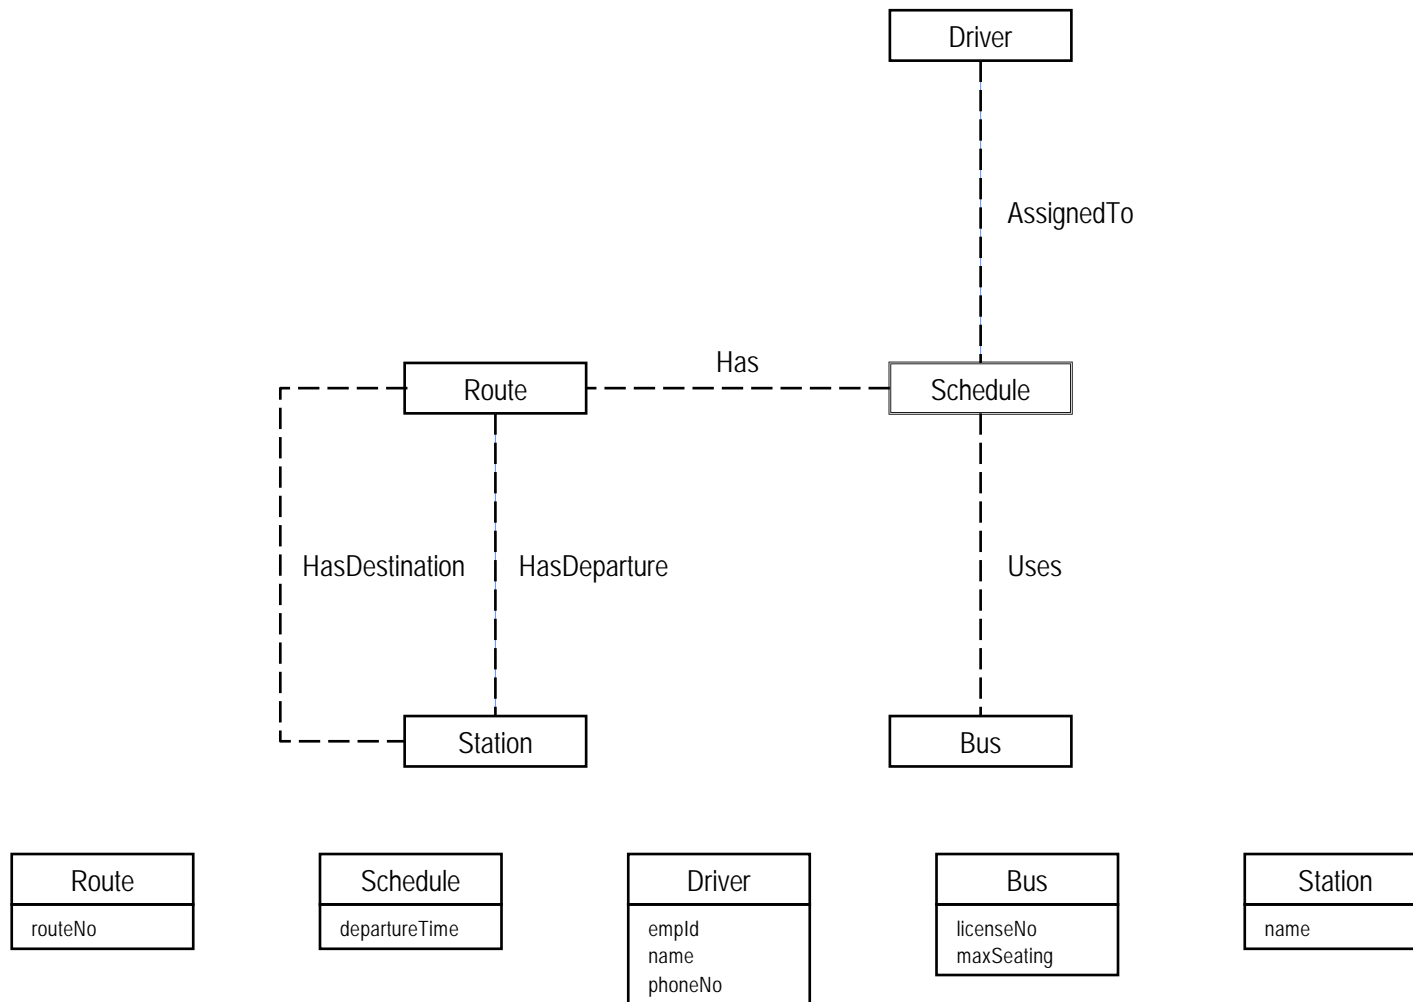 Driver
AssignedTo
Has
Route
Schedule
HasDestination
HasDeparture
Uses
Station
Bus
Route
Schedule
Driver
Bus
Station
routeNo
departureTime
empId
licenseNo
name
name
maxSeating
phoneNo